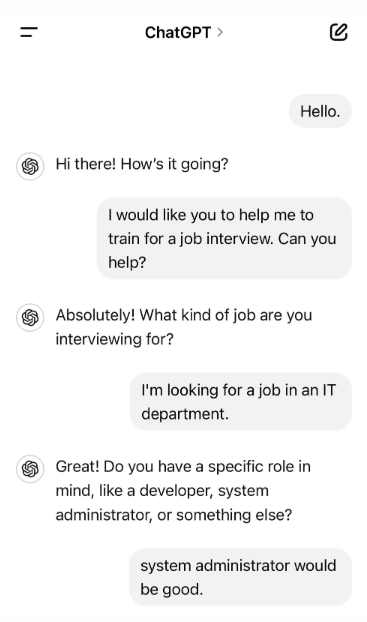 ChatGPT >
Hello.
Hi there! How's it going?
I would like you to help me to
train for a job interview. Can you
help?
Absolutely! What kind of job are you
interviewing for?
I'm looking for a job in an IT
department.
Great! Do you have a specific role in
mind, like a developer, system
administrator, or something else?
system administrator would
be good.